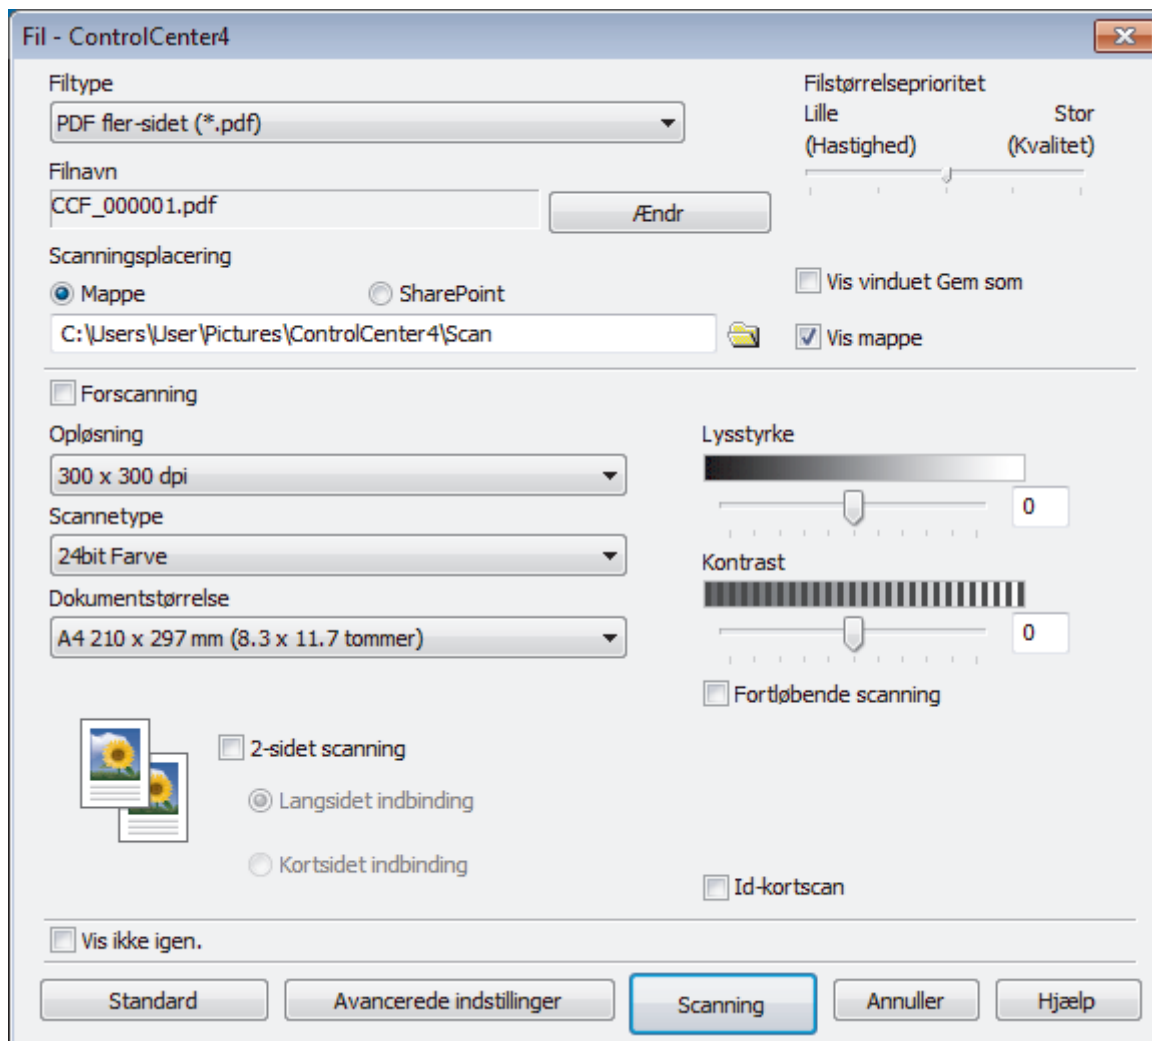 Fil - ControlCenter4
Filtype
PDF fler-sidet (*.pdf)
Filstørrelseprioritet
Lille Stor
(Hastighed) (Kvalitet)
Filnavn
CCF_000001.pdf
Ændr
Scanningsplacering
Mappe SharePoint
Vis vinduet Gem som
C:\Users\User\Pictures\ControlCenter4\Scan
Vis mappe
Forscanning
Opløsning
300 x 300 dpi
Scannetype
24bit Farve
Dokumentstørrelse
A4 210 x 297 mm (8.3 x 11.7 tommer)
Lysstyrke
0
Kontrast
0
Fortløbende scanning
2-sidet scanning
Langsidet indbinding
Kortsidet indbinding
Id-kortscan
Vis ikke igen.
Standard Avancerede indstillinger Scanning Annuller Hjælp